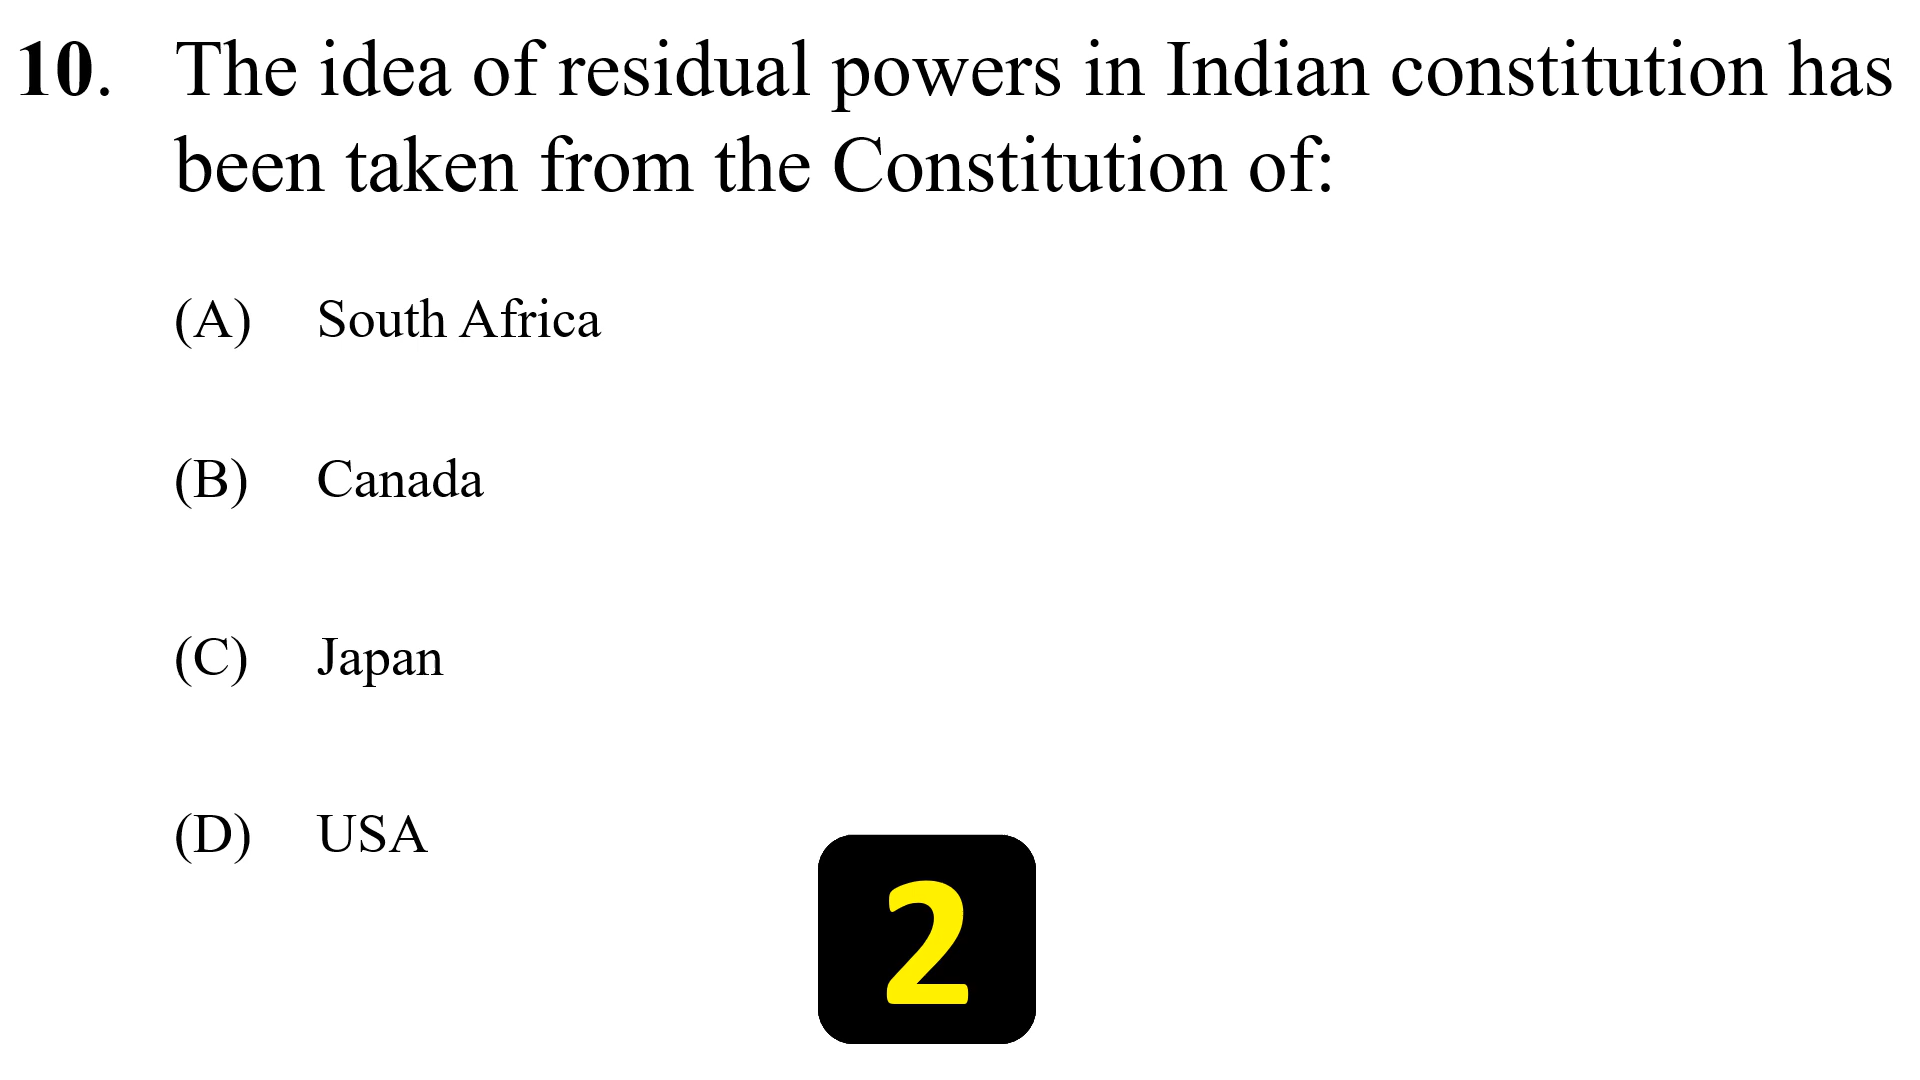 10. The idea of residual powers in Indian constitution has
been taken from the Constitution of:
(A) South Africa
(B) Canada
(C) Japan
(D) USA
2